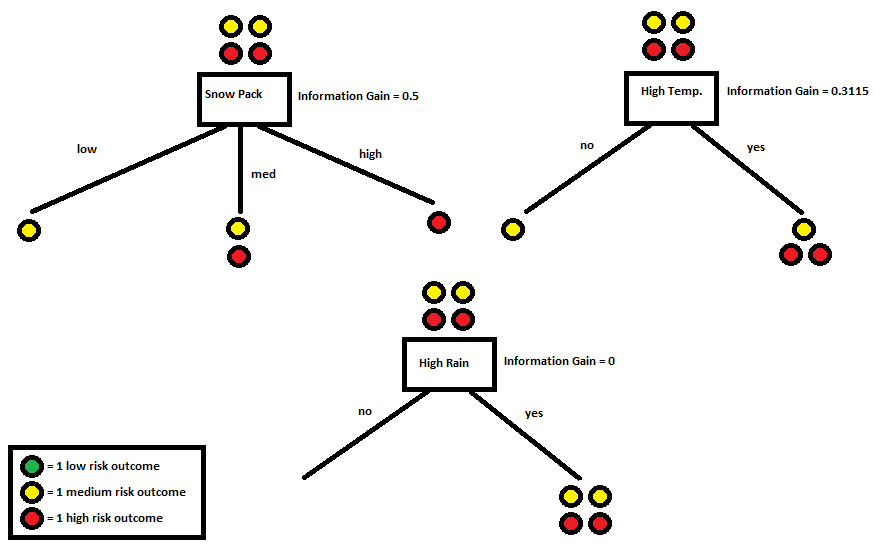 Snow Pack
Information Gain = 0.5
low
med
high
High Temp.
Information Gain = 0.3115
no
yes
High Rain
Information Gain = 0
no
yes
= 1 low risk outcome
= 1 medium risk outcome
= 1 high risk outcome